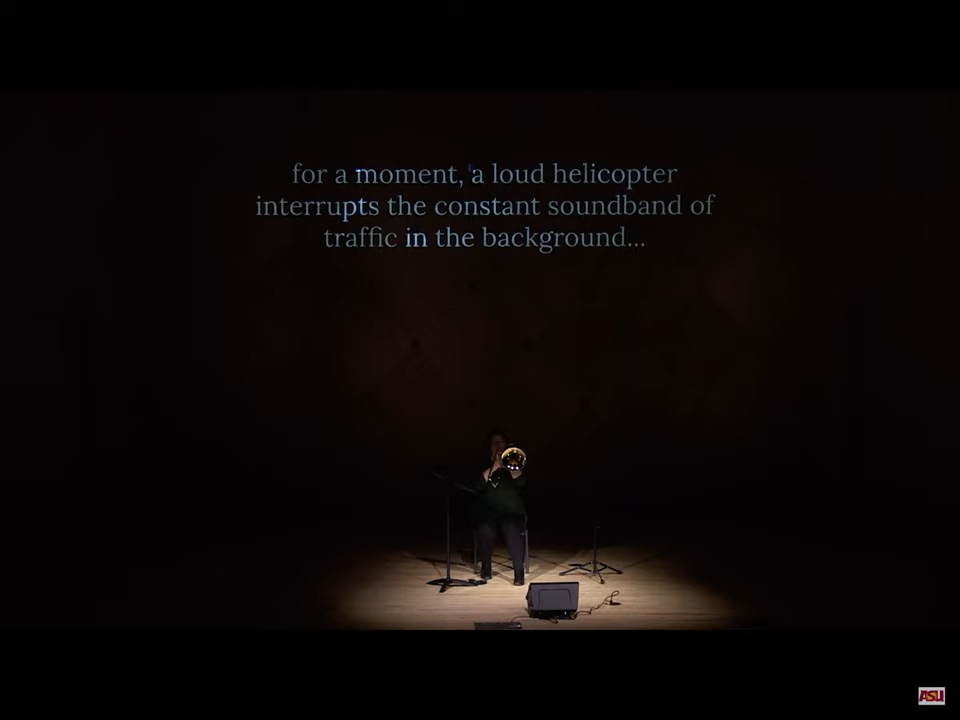 for a moment, a loud helicopter
interrupts the constant soundband of
traffic in the background...
ASU